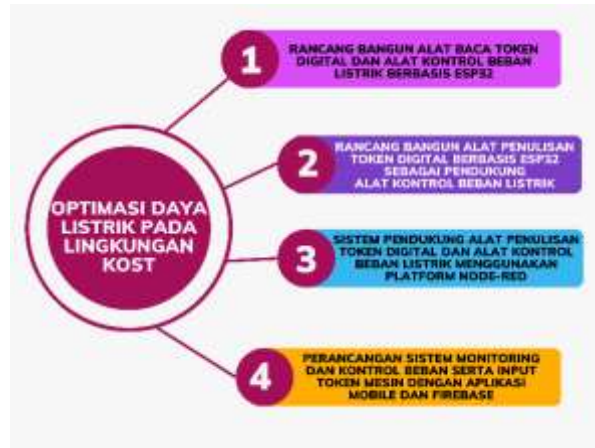 OPTIMASI DAYA
LISTRIK PADA
LINGKUNGAN
KOST
1
RANCANG BANGUN ALAT BACA TOKEN
DIGITAL DAN ALAT KONTROL BEBAN
LISTRIK BERBASIS ESP32
2
RANCANG BANGUN ALAT PENULISAN
TOKEN DIGITAL BERBASIS ESP32
SEBAGAI PENDUKUNG
ALAT KONTROL BEBAN LISTRIK
3
SISTEM PENDUKUNG ALAT PENULISAN
TOKEN DIGITAL DAN ALAT KONTROL
BEBAN LISTRIK MENGGUNAKAN
PLATFORM NODE-RED
4
PERANCANGAN SISTEM MONITORING
DAN KONTROL BEBAN SERTA INPUT
TOKEN MESIN DENGAN APLIKASI
MOBILE DAN FIREBASE